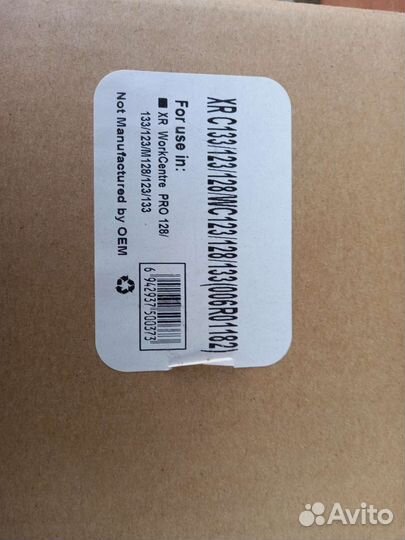 XR C133/123/128/WC123/128/133(006R01182)
For use in:
■ XR WorkCentre PRO 128/
133/123/M128/123/133
Not Manufactured by OEM
6 942937 500373
Avito